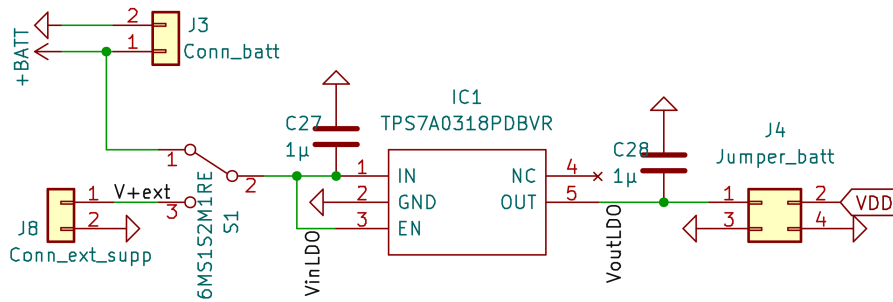 2
J3
1
Conn_batt
+BATT
C27
1µ
IC1
TPS7A0318PDBVR
C28
1µ
J4
Jumper_batt
1
2
3
6MS1S2M1RE
S1
1
IN
2
GND
3
EN
NC
4
OUT
5
VinLDO
VoutLDO
1
2
3
4
VDD
J8
1
V+ext
2
Conn_ext_supp